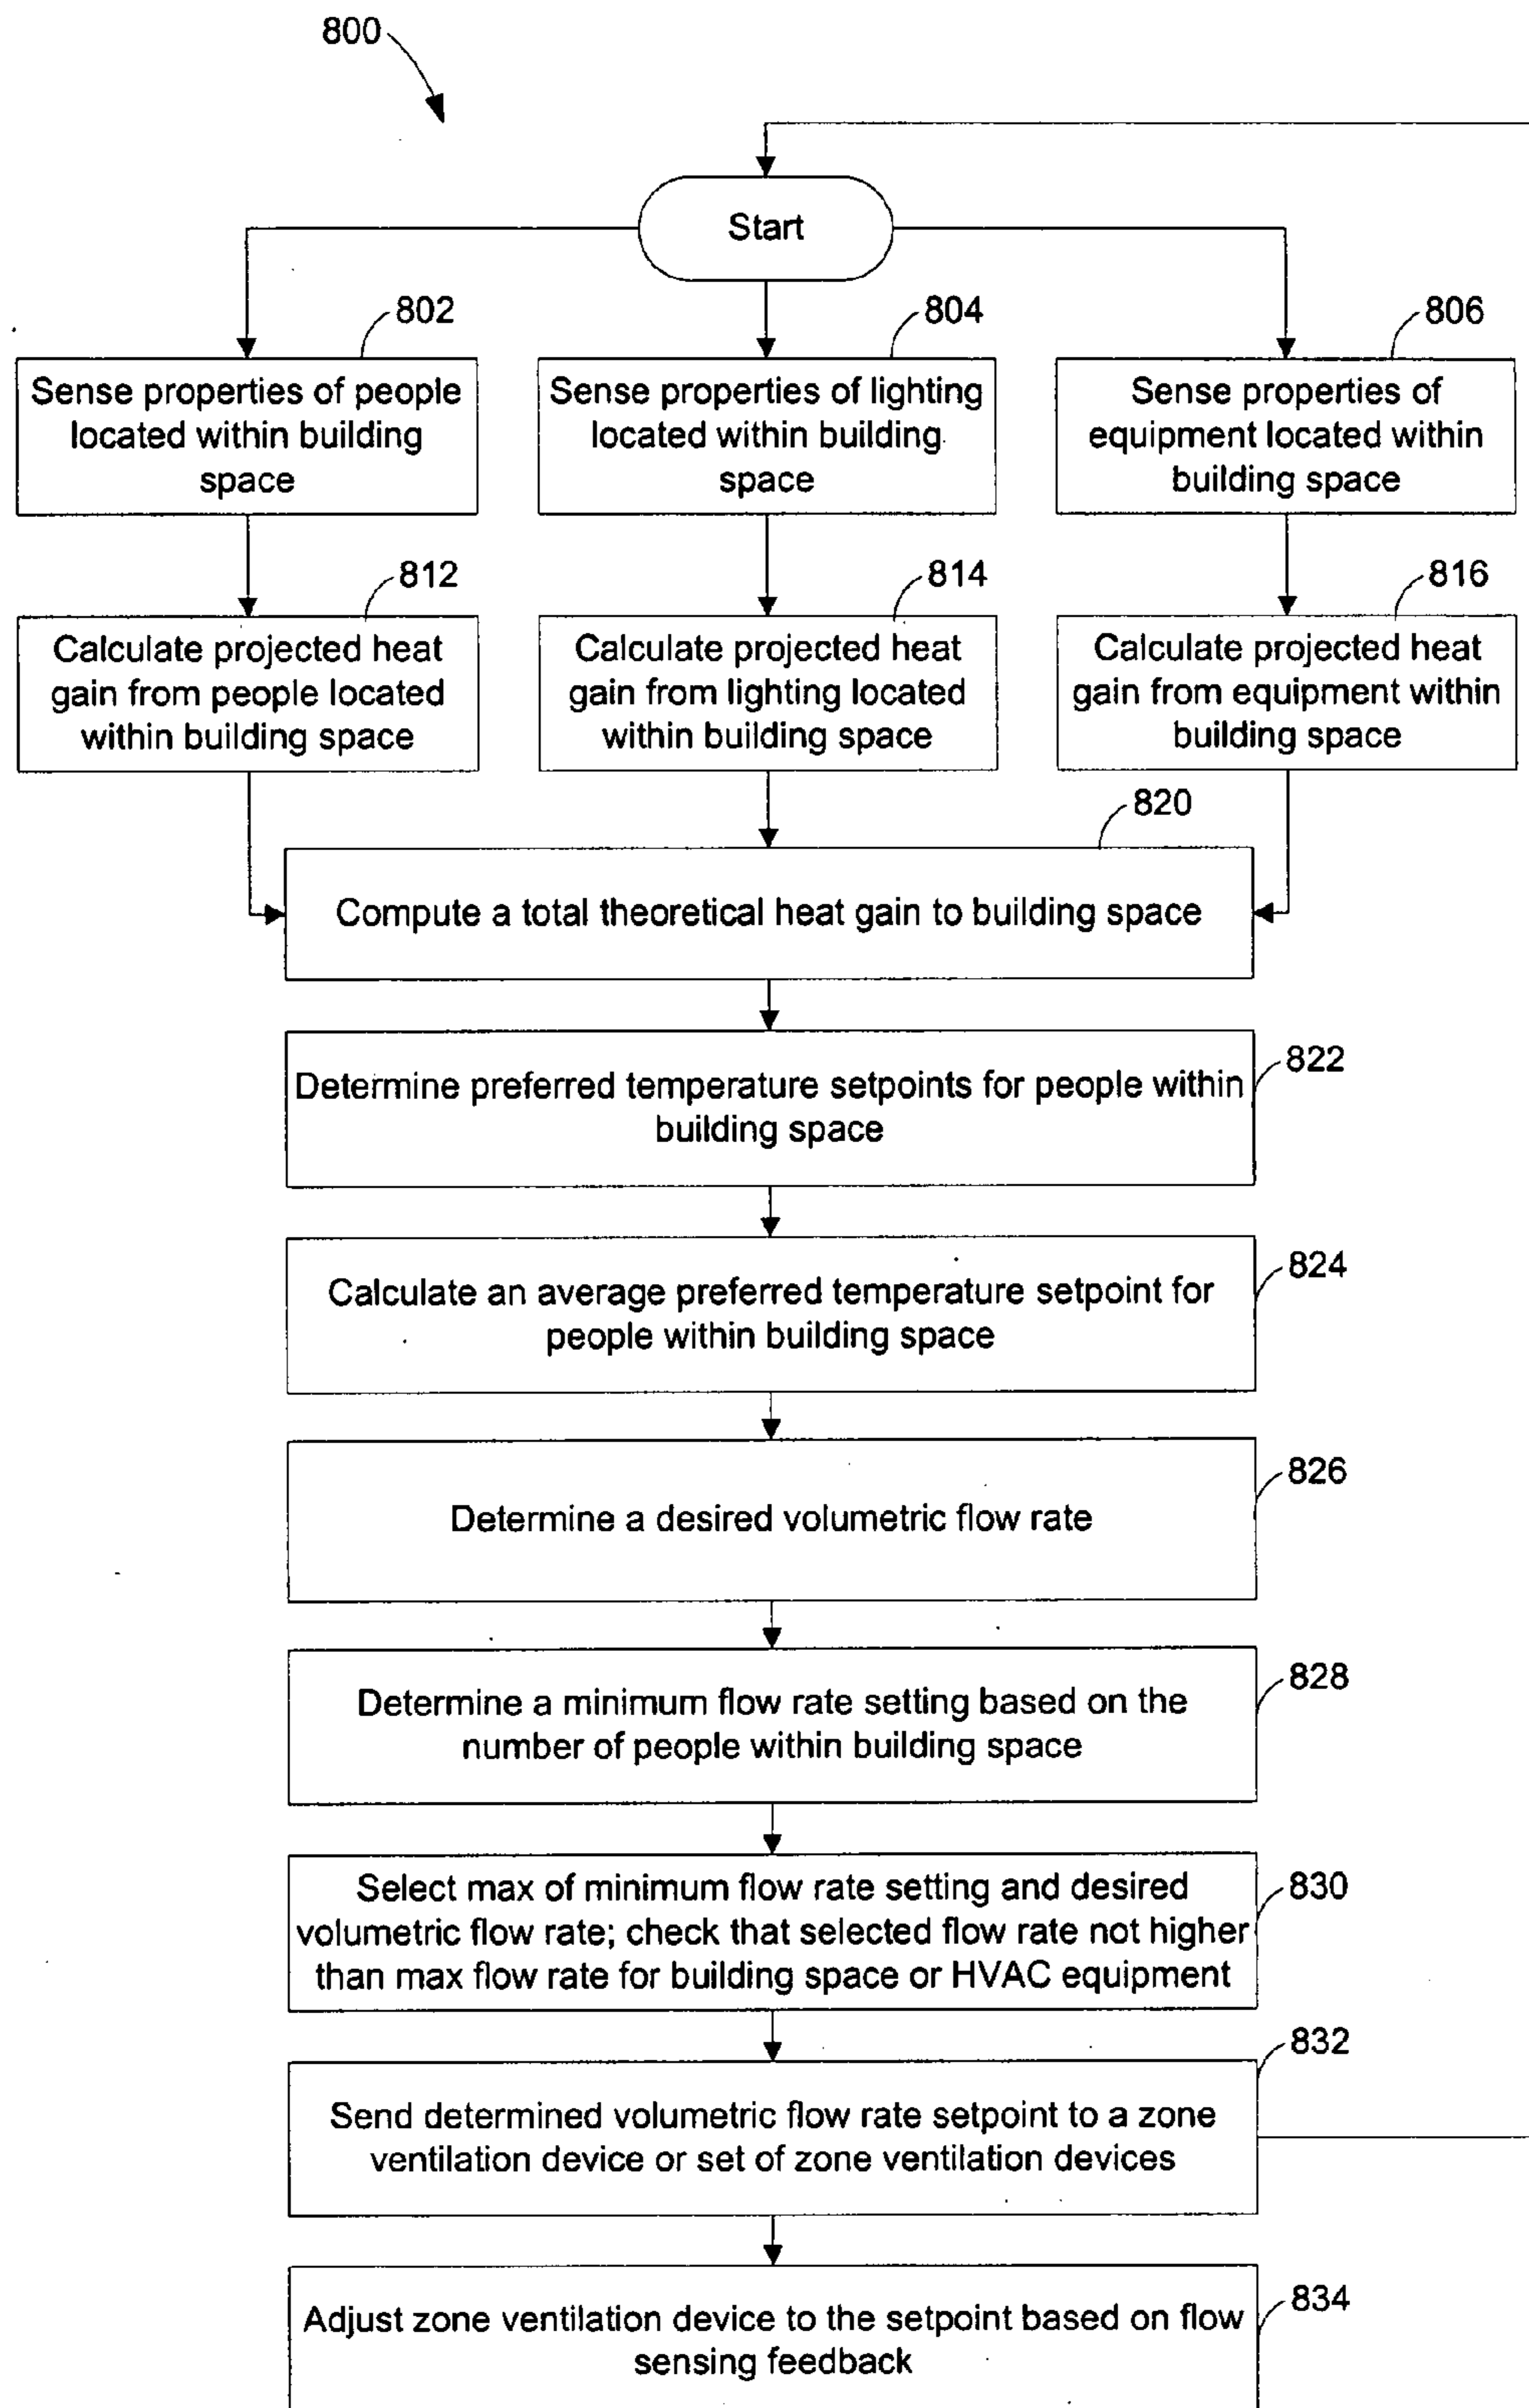 800
Start
802
Sense properties of people
located within building
space
804
Sense properties of lighting
located within building
space
806
Sense properties of
equipment located within
building space
812
Calculate projected heat
gain from people located
within building space
814
Calculate projected heat
gain from lighting located
within building space
816
Calculate projected heat
gain from equipment within
building space
820
Compute a total theoretical heat gain to building space
822
Determine preferred temperature setpoints for people within
building space
824
Calculate an average preferred temperature setpoint for
people within building space
826
Determine a desired volumetric flow rate
828
Determine a minimum flow rate setting based on the
number of people within building space
830
Select max of minimum flow rate setting and desired
volumetric flow rate; check that selected flow rate not higher
than max flow rate for building space or HVAC equipment
832
Send determined volumetric flow rate setpoint to a zone
ventilation device or set of zone ventilation devices
834
Adjust zone ventilation device to the setpoint based on flow
sensing feedback